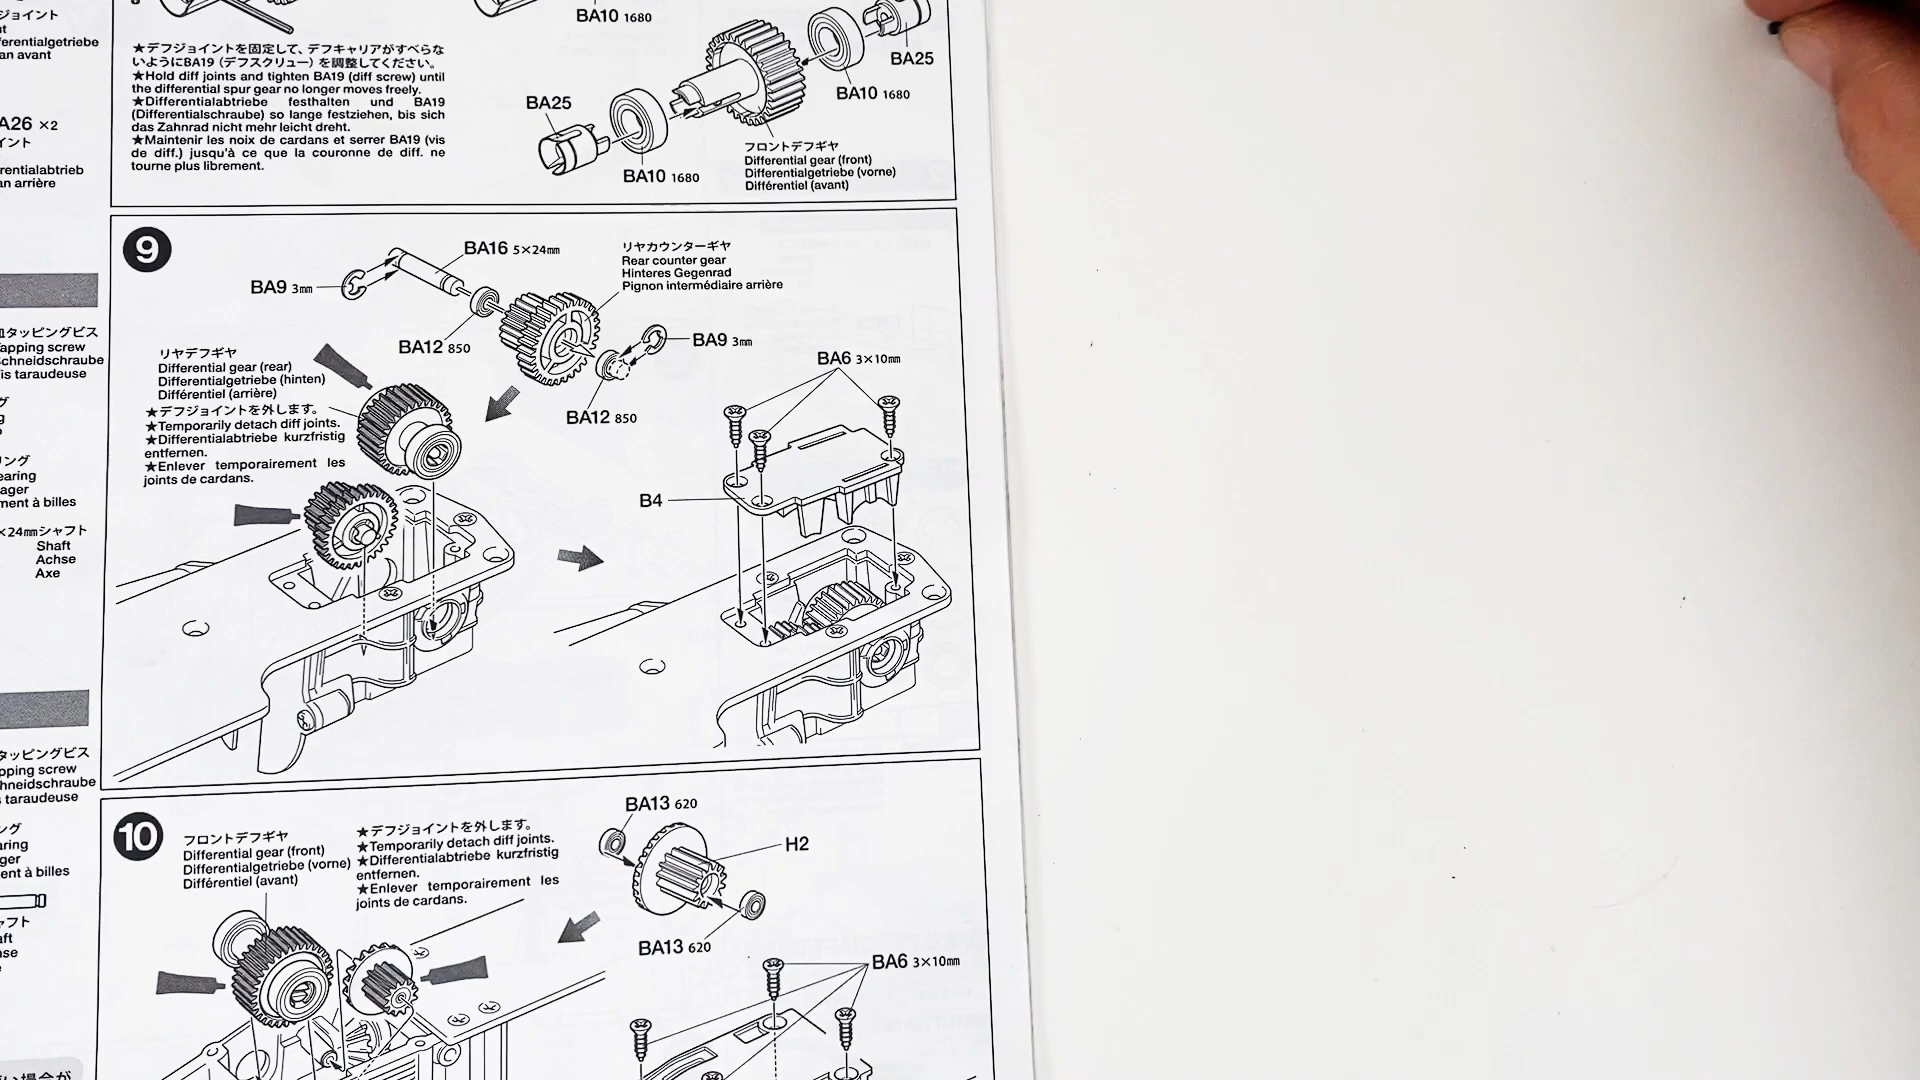 ジョイント
nt
ferentialgetriebe
an avant
A26 ×2
イント
rentialabtrieb
an arrière
BA10 1680
★デフジョイントを固定して、デフキャリアがすべらな
いようにBA19（デフスクリュー）を調整してください。
★Hold diff joints and tighten BA19 (diff screw) until
the differential spur gear no longer moves freely.
★Differentialabtriebe festhalten und BA19
(Differentialschraube) so lange festziehen, bis sich
das Zahnrad nicht mehr leicht dreht.
★Maintenir les noix de cardans et serrer BA19 (vis
de diff.) jusqu'à ce que la couronne de diff. ne
tourne plus librement.
BA25
BA10 1680
BA25
BA10 1680
フロントデフギヤ
Differential gear (front)
Differentialgetriebe (vorne)
Différentiel (avant)
タッピングビス
apping screw
chneidschraube
is taraudeuse
グ
g
リング
earing
ager
ment à billes
×24mmシャフト
Shaft
Achse
Axe
9
BA16 5×24mm
BA9 3mm
リヤカウンターギヤ
Rear counter gear
Hinteres Gegenrad
Pignon intermédiaire arrière
BA12 850
BA9 3mm
BA12 850
リヤデフギヤ
Differential gear (rear)
Differentialgetriebe (hinten)
Différentiel (arrière)
★デフジョイントを外します。
★Temporarily detach diff joints.
★Differentialabtriebe kurzfristig
entfernen.
★Enlever temporairement les
joints de cardans.
BA6 3×10mm
B4
タッピングビス
pping screw
hneidschraube
s taraudeuse
ング
aring
ager
ent à billes
ャフト
aft
hse
e
10
フロントデフギヤ
Differential gear (front)
Differentialgetriebe (vorne)
Différentiel (avant)
★デフジョイントを外します。
★Temporarily detach diff joints.
★Differentialabtriebe kurzfristig
entfernen.
★Enlever temporairement les
joints de cardans.
BA13 620
H2
BA13 620
BA6 3×10mm
い場合が